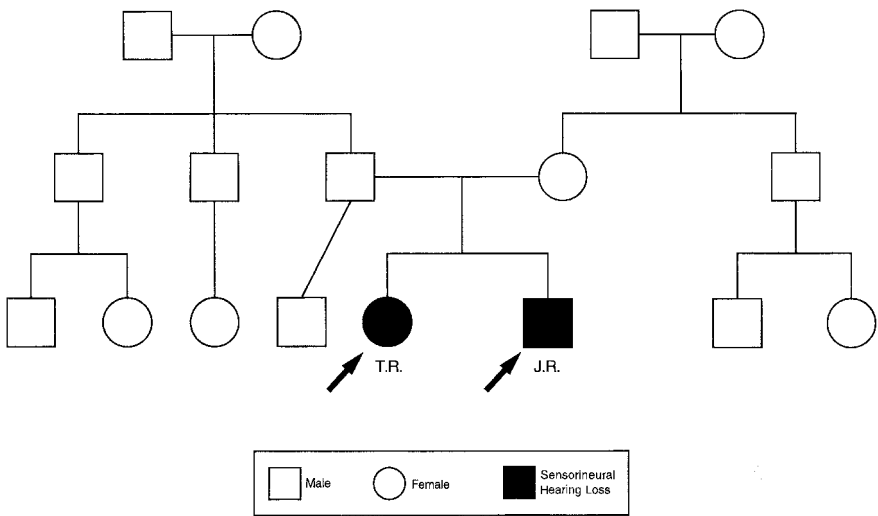 T.R.
J.R.
Male
Female
Sensorineural
Hearing Loss